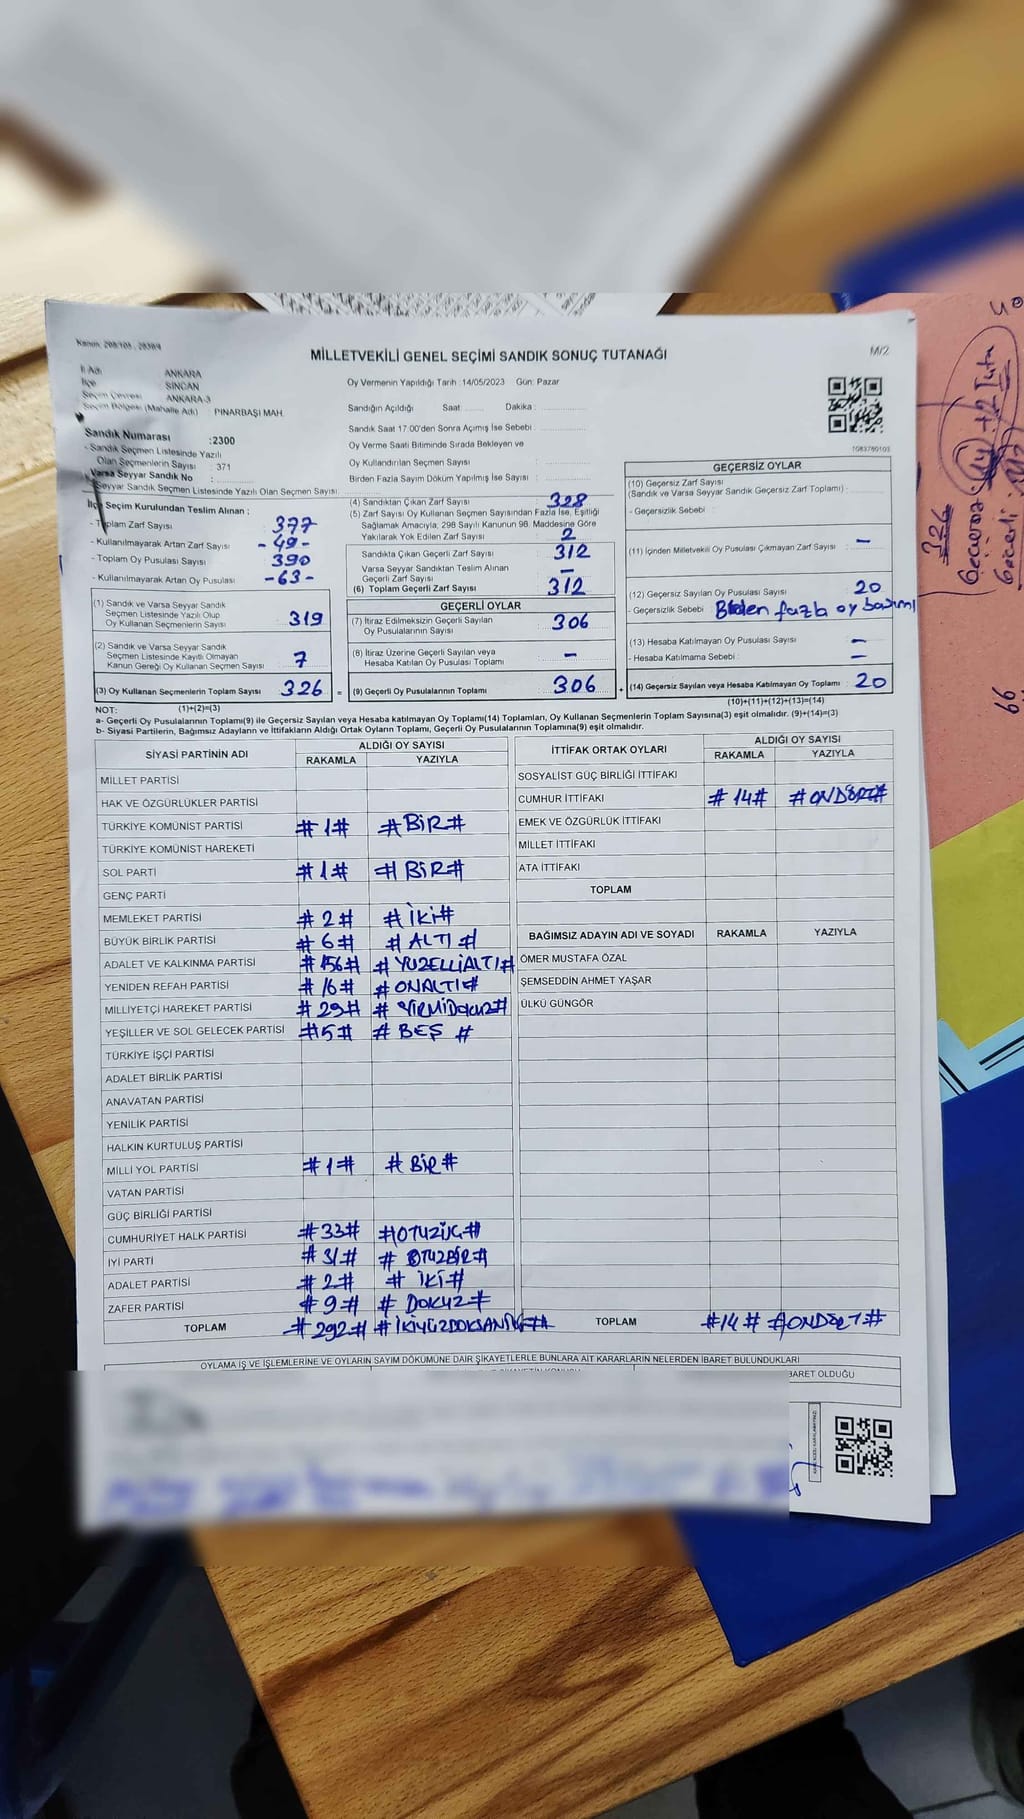 Kanun: 298/105, 2839/4
MİLLETVEKİLİ GENEL SEÇİMİ SANDIK SONUÇ TUTANAĞI
M/2
İl Adı : ANKARA
İlçe : SİNCAN
Seçim Çevresi : ANKARA-3
Seçim Bölgesi (Mahalle Adı) PINARBAŞI MAH.
Sandık Numarası :2300
- Sandık Seçmen Listesinde Yazılı
Olan Seçmenlerin Sayısı : 371
Varsa Seyyar Sandık No :
Seyyar Sandık Seçmen Listesinde Yazılı Olan Seçmen Sayısı:
Oy Vermenin Yapıldığı Tarih :14/05/2023 Gün: Pazar
Sandığın Açıldığı Saat: Dakika :
Sandık Saat 17:00'den Sonra Açımış İse Sebebi :
Oy Verme Saati Bitiminde Sırada Bekleyen ve
Oy Kullandırılan Seçmen Sayısı :
Birden Fazla Sayım Döküm Yapılmış İse Sayısı :
1083760103
İlçe Seçim Kurulundan Teslim Alınan :
- Toplam Zarf Sayısı : 377
- Kullanılmayarak Artan Zarf Sayısı : -49-
- Toplam Oy Pusulası : 390
- Kullanılmayarak Artan Oy Pusulası : -63-
(1) Sandık ve Varsa Seyyar Sandık
Seçmen Listesinde Yazılı Olup
Oy Kullanan Seçmenlerin Sayısı : 319
(2) Sandık ve Varsa Seyyar Sandık
Seçmen Listesinde Kayıtlı Olmayan
Kanun Gereği Oy Kullanan Seçmen Sayısı : 7
(3) Oy Kullanan Seçmenlerin Toplam Sayısı : 326 =
(4) Sandıktan Çıkan Zarf Sayısı : 328
(5) Zarf Sayısı Oy Kullanan Seçmen Sayısından Fazla İse, Eşitliği
Sağlamak Amacıyla, 298 Sayılı Kanunun 98. Maddesine Göre
Yakılarak Yok Edilen Zarf Sayısı : 2
Sandıkta Çıkan Geçerli Zarf Sayısı : 312
Varsa Seyyar Sandıktan Teslim Alınan
Geçerli Zarf Sayısı : -
(6) Toplam Geçerli Zarf Sayısı : 312
GEÇERLİ OYLAR
(7) İtiraz Edilmeksizin Geçerli Sayılan
Oy Pusulalarının Sayısı : 306
(8) İtiraz Üzerine Geçerli Sayılan veya
Hesaba Katılan Oy Pusulası Toplamı : -
(9) Geçerli Oy Pusulalarının Toplamı : 306 +
GEÇERSİZ OYLAR
(10) Geçersiz Zarf Sayısı
(Sandık ve Varsa Seyyar Sandık Geçersiz Zarf Toplamı) :
- Geçersizlik Sebebi :
(11) İçinden Milletvekili Oy Pusulası Çıkmayan Zarf Sayısı : -
(12) Geçersiz Sayılan Oy Pusulası Sayısı : 20
- Geçersizlik Sebebi : Birden fazla oy basımı
(13) Hesaba Katılmayan Oy Pusulası Sayısı : -
- Hesaba Katılmama Sebebi : -
(14) Geçersiz Sayılan veya Hesaba Katılmayan Oy Toplamı : 20
NOT: (1)+(2)=(3) (10)+(11)+(12)+(13)=(14)
a- Geçerli Oy Pusulalarının Toplamı(9) ile Geçersiz Sayılan veya Hesaba katılmayan Oy Toplamı(14) Toplamları, Oy Kullanan Seçmenlerin Toplam Sayısına(3) eşit olmalıdır. (9)+(14)=(3)
b- Siyasi Partilerin, Bağımsız Adayların ve İttifakların Aldığı Ortak Oyların Toplamı, Geçerli Oy Pusulalarının Toplamına(9) eşit olmalıdır.
SİYASİ PARTİNİN ADI ALDIĞI OY SAYISI
RAKAMLA YAZIYLA
MİLLET PARTİSİ
HAK VE ÖZGÜRLÜKLER PARTİSİ
TÜRKİYE KOMÜNİST PARTİSİ #1# #BİR#
TÜRKİYE KOMÜNİST HAREKETİ
SOL PARTİ #1# #BİR#
GENÇ PARTİ
MEMLEKET PARTİSİ #2# #İKİ#
BÜYÜK BİRLİK PARTİSİ #6# #ALTI#
ADALET VE KALKINMA PARTİSİ #156# #YÜZELLİALTI#
YENİDEN REFAH PARTİSİ #16# #ONALTI#
MİLLİYETÇİ HAREKET PARTİSİ #29# #YİRMİDOKUZ#
YEŞİLLER VE SOL GELECEK PARTİSİ #5# #BEŞ #
TÜRKİYE İŞÇİ PARTİSİ
ADALET BİRLİK PARTİSİ
ANAVATAN PARTİSİ
YENİLİK PARTİSİ
HALKIN KURTULUŞ PARTİSİ
MİLLİ YOL PARTİSİ #1# #BİR#
VATAN PARTİSİ
GÜÇ BİRLİĞİ PARTİSİ
CUMHURİYET HALK PARTİSİ #33# #OTUZÜÇ#
İYİ PARTİ #31# #OTUZBİR#
ADALET PARTİSİ #2# #İKİ#
ZAFER PARTİSİ #9# #DOKUZ#
TOPLAM #292# #İKİYÜZDOKSANİKİ#
İTTİFAK ORTAK OYLARI ALDIĞI OY SAYISI
RAKAMLA YAZIYLA
SOSYALİST GÜÇ BİRLİĞİ İTTİFAKI
CUMHUR İTTİFAKI #14# #ONDÖRT#
EMEK VE ÖZGÜRLÜK İTTİFAKI
MİLLET İTTİFAKI
ATA İTTİFAKI
TOPLAM
BAĞIMSIZ ADAYIN ADI VE SOYADI RAKAMLA YAZIYLA
ÖMER MUSTAFA ÖZAL
ŞEMSEDDİN AHMET YAŞAR
ÜLKÜ GÜNGÖR
TOPLAM #14# #ONDÖRT#
OYLAMA İŞ VE İŞLEMLERİNE VE OYLARIN SAYIM DÖKÜMÜNE DAİR ŞİKAYETLERLE BUNLARA AİT KARARLARIN NELERDEN İBARET BULUNDUKLARI
BARET OLDUĞU
326
Geçersiz 14 +2
Geçerli:
66